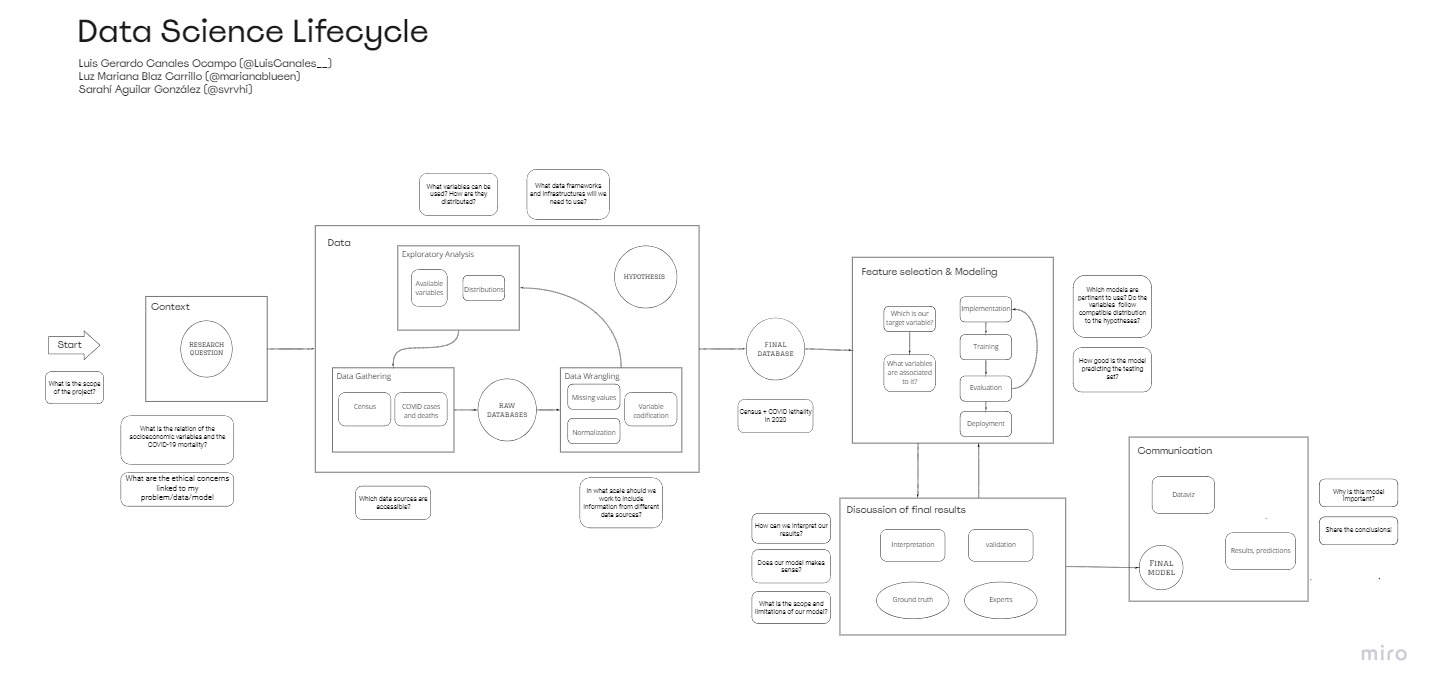 Data Science Lifecycle
Luis Gerardo Canales Ocampo (@LuisCanales__)
Luz Mariana Blaz Carrillo (@marianablueen)
Sarahí Aguilar González (@svrvhi)
Start
What is the scope
of the project?
Context
RESEARCH
QUESTION
What is the relation of the
socioeconomic variables and the
COVID-19 mortality?
What are the ethical concerns
linked to my
problem/data/model
What variables can be
used? How are they
distributed?
What data frameworks
and infrastructures will we
need to use?
Data
Exploratory Analysis
Available
variables
Distributions
HYPOTHESIS
Data Gathering
Census
COVID cases
and deaths
RAW
DATABASES
Data Wrangling
Missing values
Normalization
Variable
codification
Which data sources are
accessible?
In what scale should we
work to include
information from different
data sources?
FINAL
DATABASE
Census + COVID lethality
in 2020
Feature selection & Modeling
Which is our
target variable?
What variables
are associated
to it?
Implementation
Training
Evaluation
Deployment
Which models are
pertinent to use? Do the
variables follow
compatible distribution
to the hypotheses?
How good is the model
predicting the testing
set?
How can we interpret our
results?
Does our model makes
sense?
What is the scope and
limitations of our model?
Discussion of final results
Interpretation
validation
Ground truth
Experts
Communication
Dataviz
Results, predictions
FINAL
MODEL
Why is this model
important?
Share the conclusions!
miro